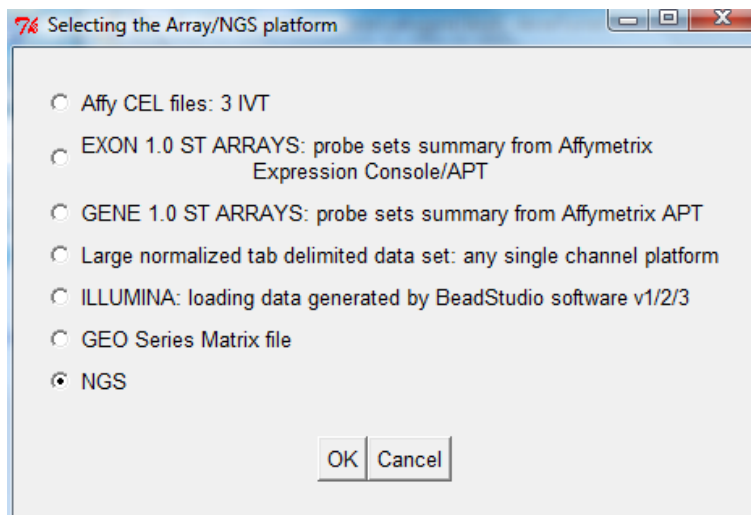 Selecting the Array/NGS platform
Affy CEL files: 3 IVT
EXON 1.0 ST ARRAYS: probe sets summary from Affymetrix
Expression Console/APT
GENE 1.0 ST ARRAYS: probe sets summary from Affymetrix APT
Large normalized tab delimited data set: any single channel platform
ILLUMINA: loading data generated by BeadStudio software v1/2/3
GEO Series Matrix file
NGS
OK Cancel